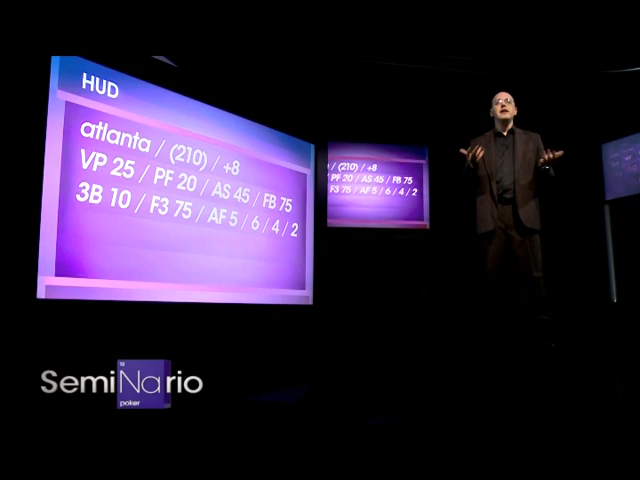 HUD
atlanta / (210) / +8
VP 25 / PF 20 / AS 45 / FB 75
3B 10 / F3 75 / AF 5 / 6 / 4 / 2
/ (210) / +8
/ PF 20 / AS 45 / FB 75
/ F3 75 / AF 5 / 6 / 4 / 2
SemiNario
poker